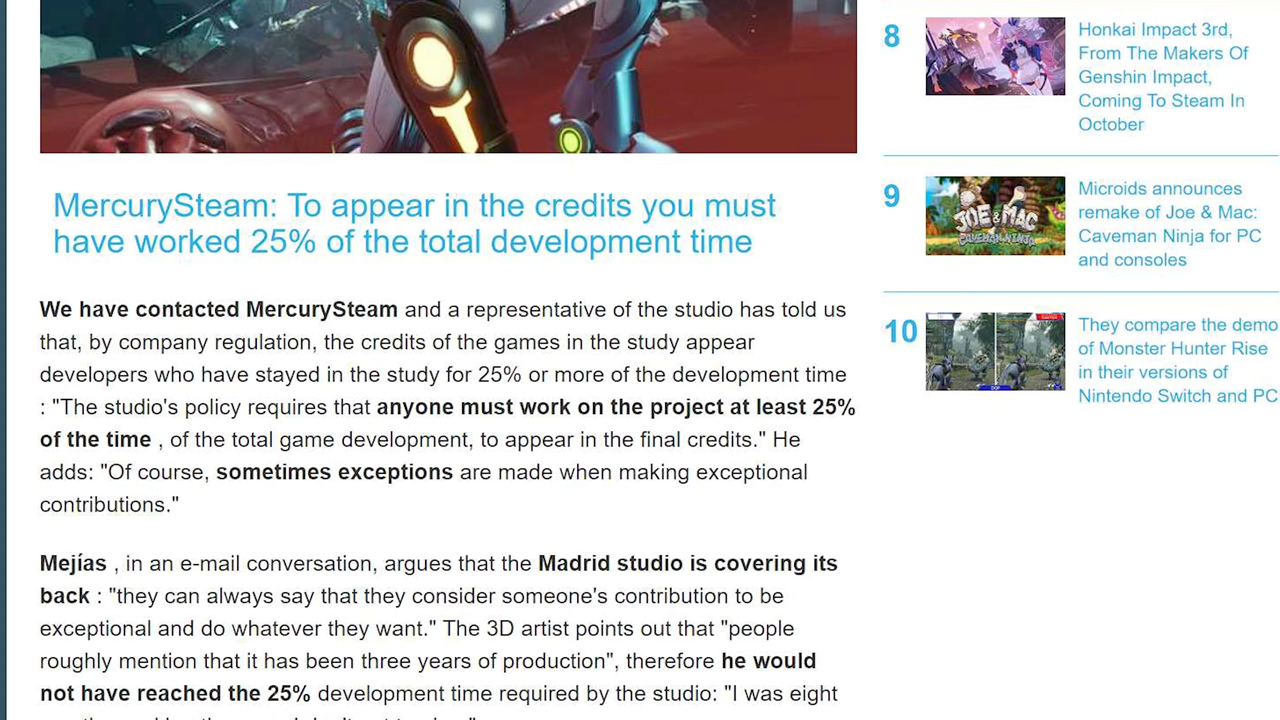 MercurySteam: To appear in the credits you must
have worked 25% of the total development time
We have contacted MercurySteam and a representative of the studio has told us
that, by company regulation, the credits of the games in the study appear
developers who have stayed in the study for 25% or more of the development time
: "The studio's policy requires that anyone must work on the project at least 25%
of the time , of the total game development, to appear in the final credits." He
adds: "Of course, sometimes exceptions are made when making exceptional
contributions."
Mejías , in an e-mail conversation, argues that the Madrid studio is covering its
back : "they can always say that they consider someone's contribution to be
exceptional and do whatever they want." The 3D artist points out that "people
roughly mention that it has been three years of production", therefore he would
not have reached the 25% development time required by the studio: "I was eight
8
Honkai Impact 3rd,
From The Makers Of
Genshin Impact,
Coming To Steam In
October
9
JOE & MAC
CAVEMAN NINJA
Microids announces
remake of Joe & Mac:
Caveman Ninja for PC
and consoles
10
They compare the demo
of Monster Hunter Rise
in their versions of
Nintendo Switch and PC